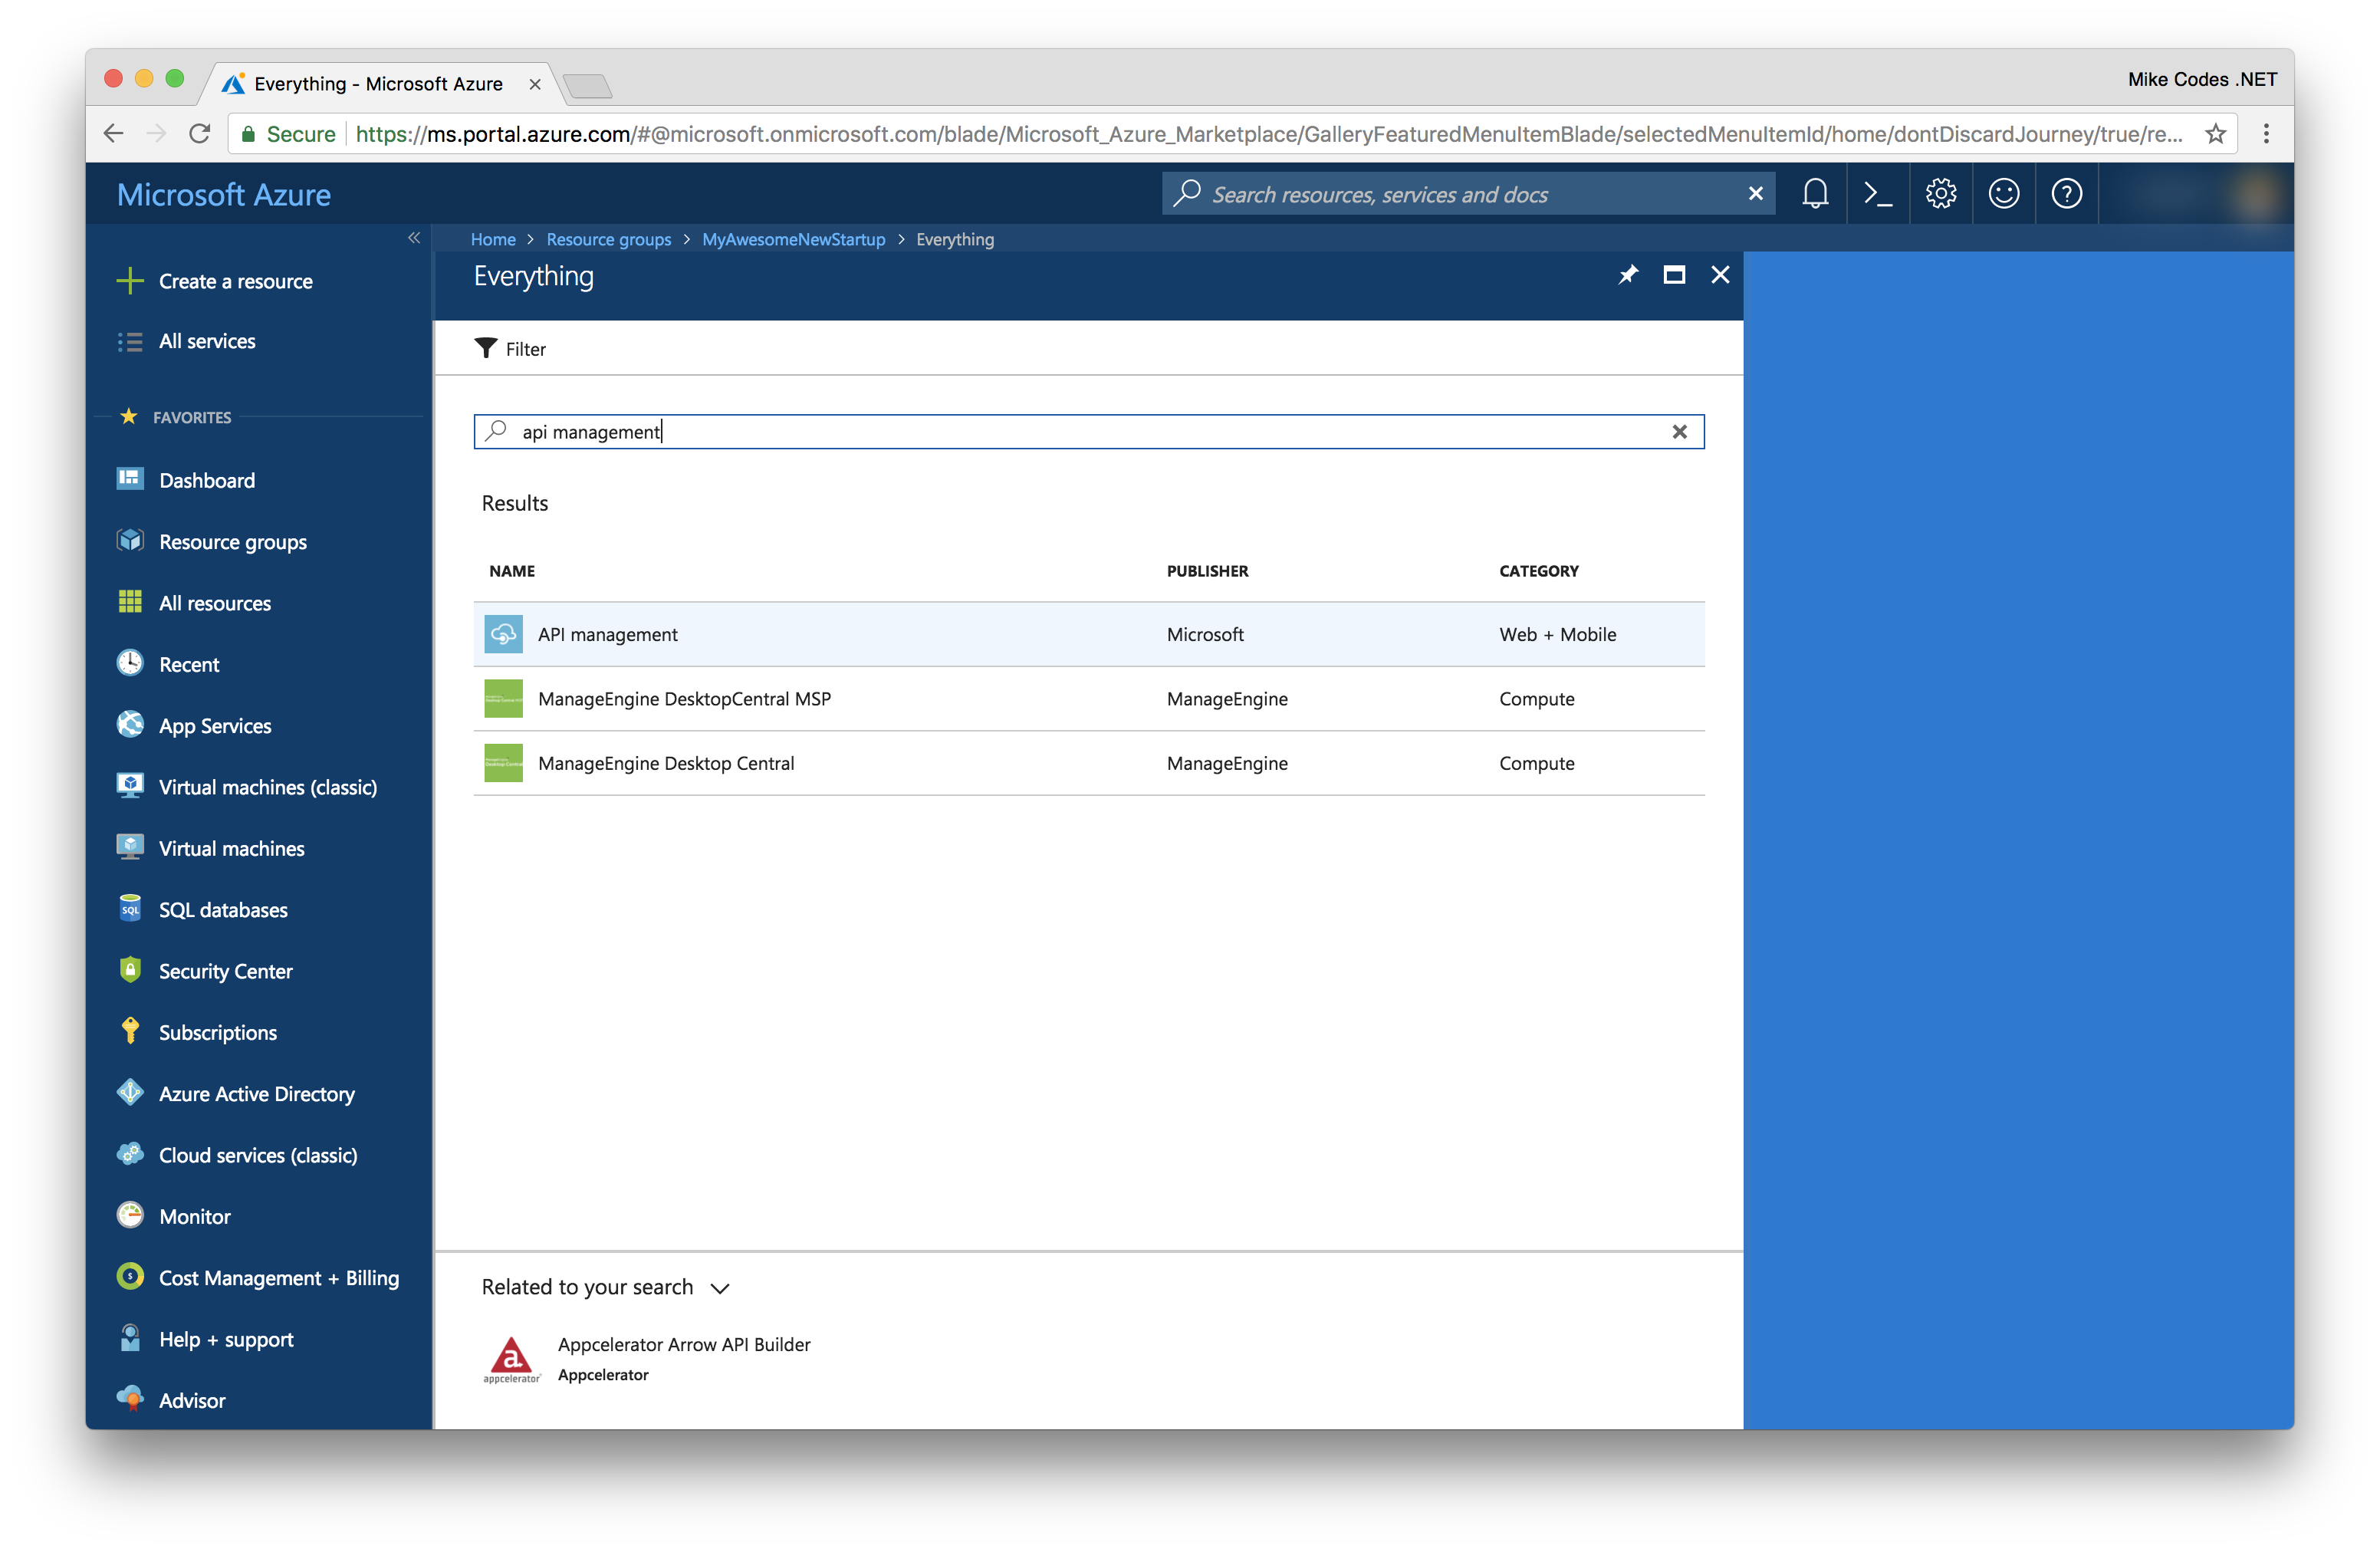 Everything - Microsoft Azure
Mike Codes .NET
Secure https://ms.portal.azure.com/#@microsoft.onmicrosoft.com/blade/Microsoft_Azure_Marketplace/GalleryFeaturedMenuItemBlade/selectedMenuItemId/home/dontDiscardJourney/true/re...
Microsoft Azure
Search resources, services and docs
Home > Resource groups > MyAwesomeNewStartup > Everything
Create a resource
All services
FAVORITES
Dashboard
Resource groups
All resources
Recent
App Services
Virtual machines (classic)
Virtual machines
SQL databases
Security Center
Subscriptions
Azure Active Directory
Cloud services (classic)
Monitor
Cost Management + Billing
Help + support
Advisor
Everything
Filter
api management
Results
NAME PUBLISHER CATEGORY
API management Microsoft Web + Mobile
ManageEngine DesktopCentral MSP ManageEngine Compute
ManageEngine Desktop Central ManageEngine Compute
Related to your search
Appcelerator Arrow API Builder
appcelerator Appcelerator